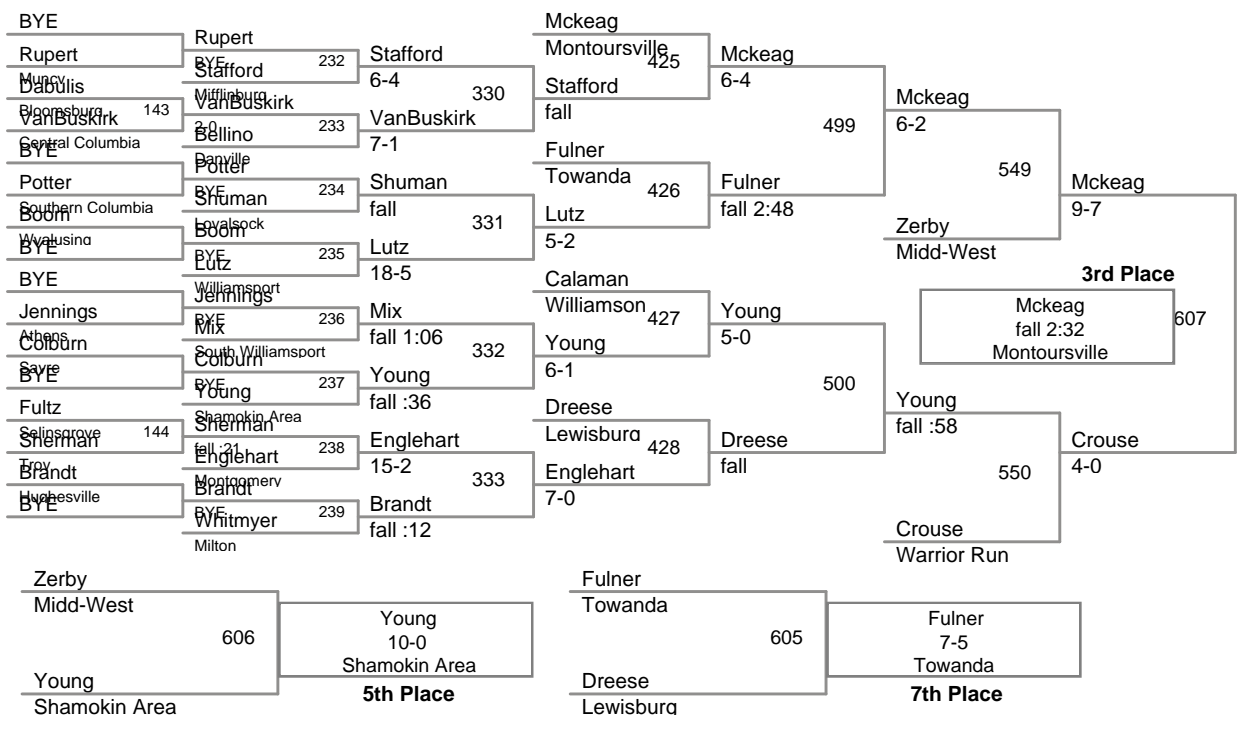 BYE
Rupert
Muncy
Dabulis
Bloomsburg 143
VanBuskirk
Central Columbia
BYE
Potter
Southern Columbia
Boom
Wyalusing
BYE
BYE
Jennings
Athens
Colburn
Sayre
BYE
Fultz
Selinsgrove 144
Sherman
Troy
Brandt
Hughesville
BYE
Rupert
BYE 232
Stafford
Mifflinburg
VanBuskirk
2-0 233
Bellino
Danville
Potter
BYE 234
Shuman
Loyalsock
Boom
BYE 235
Lutz
Williamsport
Jennings
BYE 236
Mix
South Williamsport
Colburn
BYE 237
Young
Shamokin Area
Sherman
fall :21 238
Englehart
Montgomery
Brandt
BYE 239
Whitmyer
Milton
Stafford
6-4
330
VanBuskirk
7-1
Shuman
fall
331
Lutz
18-5
Mix
fall 1:06
332
Young
fall :36
Englehart
15-2
333
Brandt
fall :12
Mckeag
Montoursville
425
Stafford
fall
Fulner
Towanda
426
Lutz
5-2
Calaman
Williamson
427
Young
6-1
Dreese
Lewisburg
428
Englehart
7-0
Mckeag
6-4
499
Fulner
fall 2:48
Young
5-0
500
Dreese
fall
Mckeag
6-2
549
Zerby
Midd-West
Young
fall :58
550
Crouse
Warrior Run
Mckeag
9-7
3rd Place
Mckeag
fall 2:32
Montoursville
607
Crouse
4-0
Zerby
Midd-West
606
Young
Shamokin Area
Young
10-0
Shamokin Area
5th Place
Fulner
Towanda
605
Dreese
Lewisburg
Fulner
7-5
Towanda
7th Place